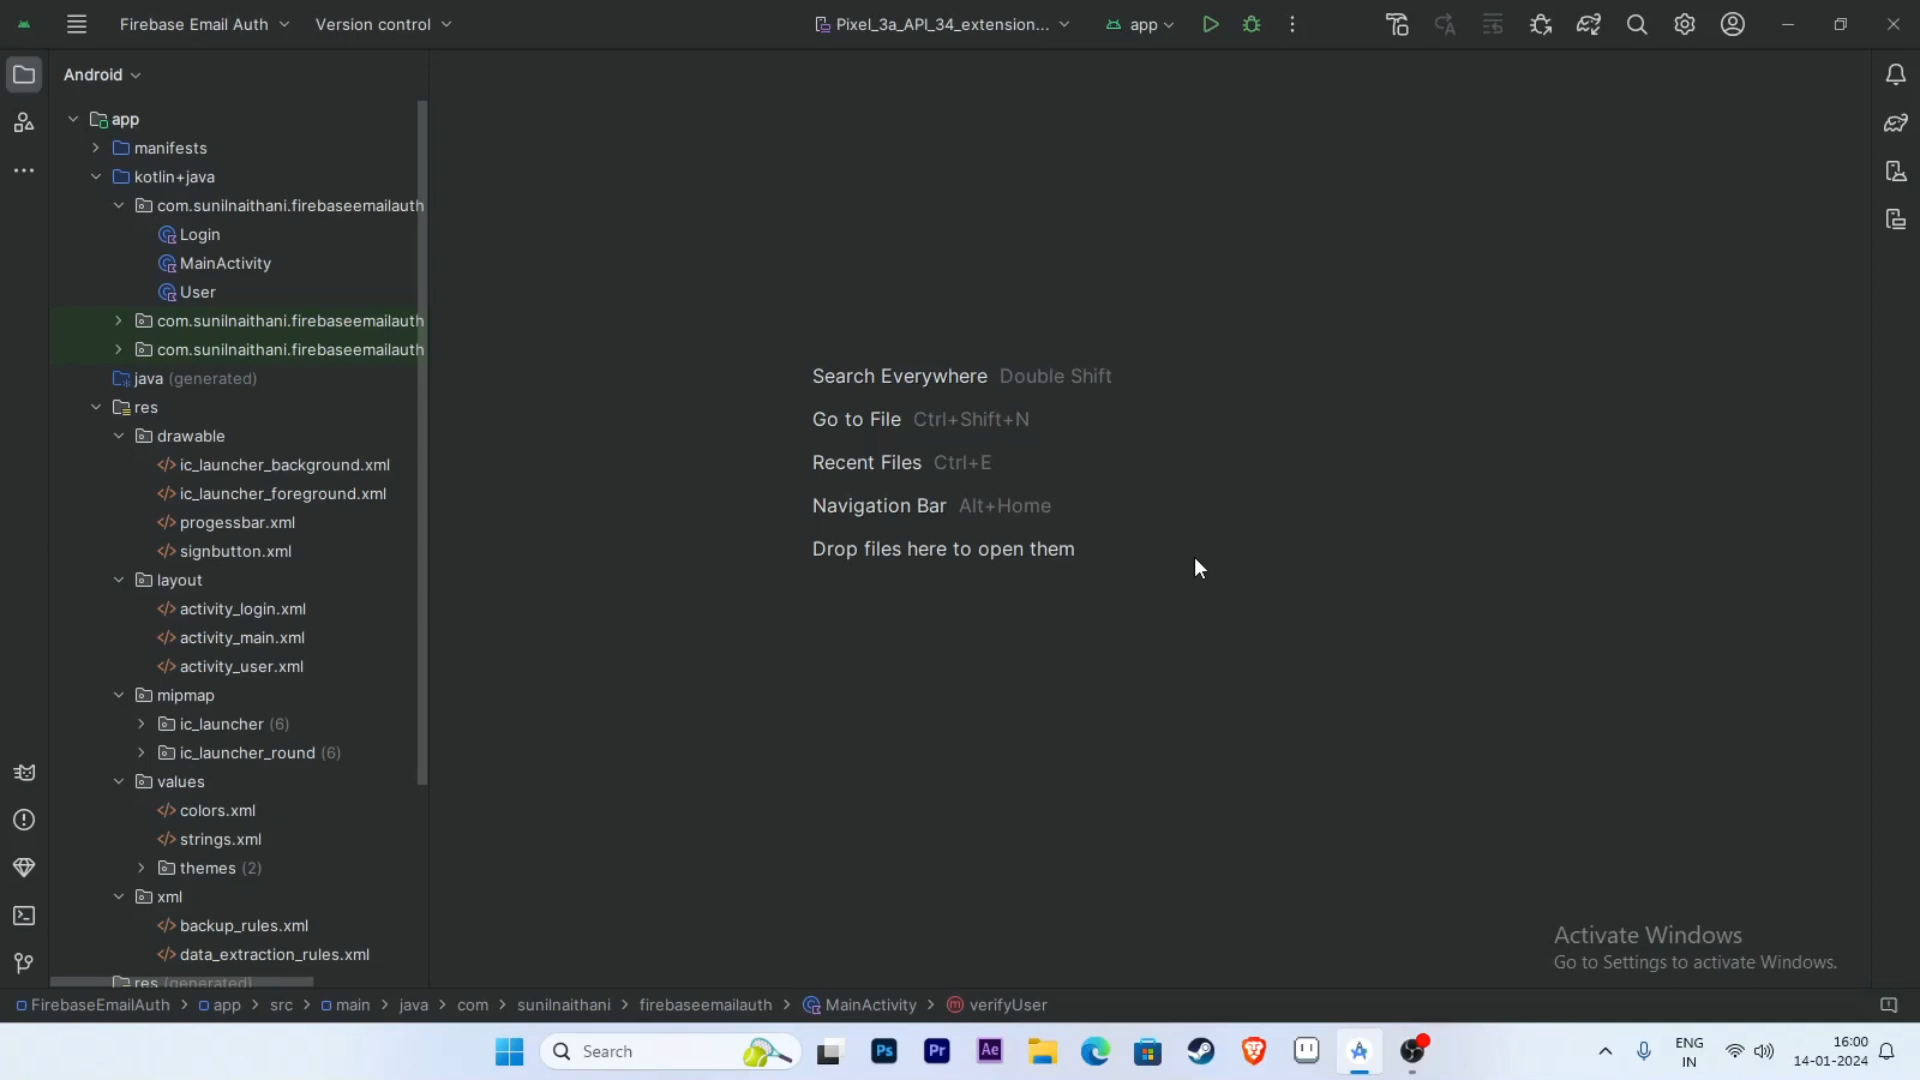 Firebase Email Auth
Version control
Pixel_3a_API_34_extension...
app
Android
app
manifests
kotlin+java
com.sunilnaithani.firebaseemailauth
Login
MainActivity
User
com.sunilnaithani.firebaseemailauth
com.sunilnaithani.firebaseemailauth
java (generated)
res
drawable
ic_launcher_background.xml
ic_launcher_foreground.xml
progessbar.xml
signbutton.xml
layout
activity_login.xml
activity_main.xml
activity_user.xml
mipmap
ic_launcher (6)
ic_launcher_round (6)
values
colors.xml
strings.xml
themes (2)
xml
backup_rules.xml
data_extraction_rules.xml
res (generated)
Search Everywhere Double Shift
Go to File Ctrl+Shift+N
Recent Files Ctrl+E
Navigation Bar Alt+Home
Drop files here to open them
Activate Windows
Go to Settings to activate Windows.
FirebaseEmailAuth > app > src > main > java > com > sunilnaithani > firebaseemailauth > MainActivity > verifyUser
Search
Ps
Pr
Ae
ENG
IN
16:00
14-01-2024